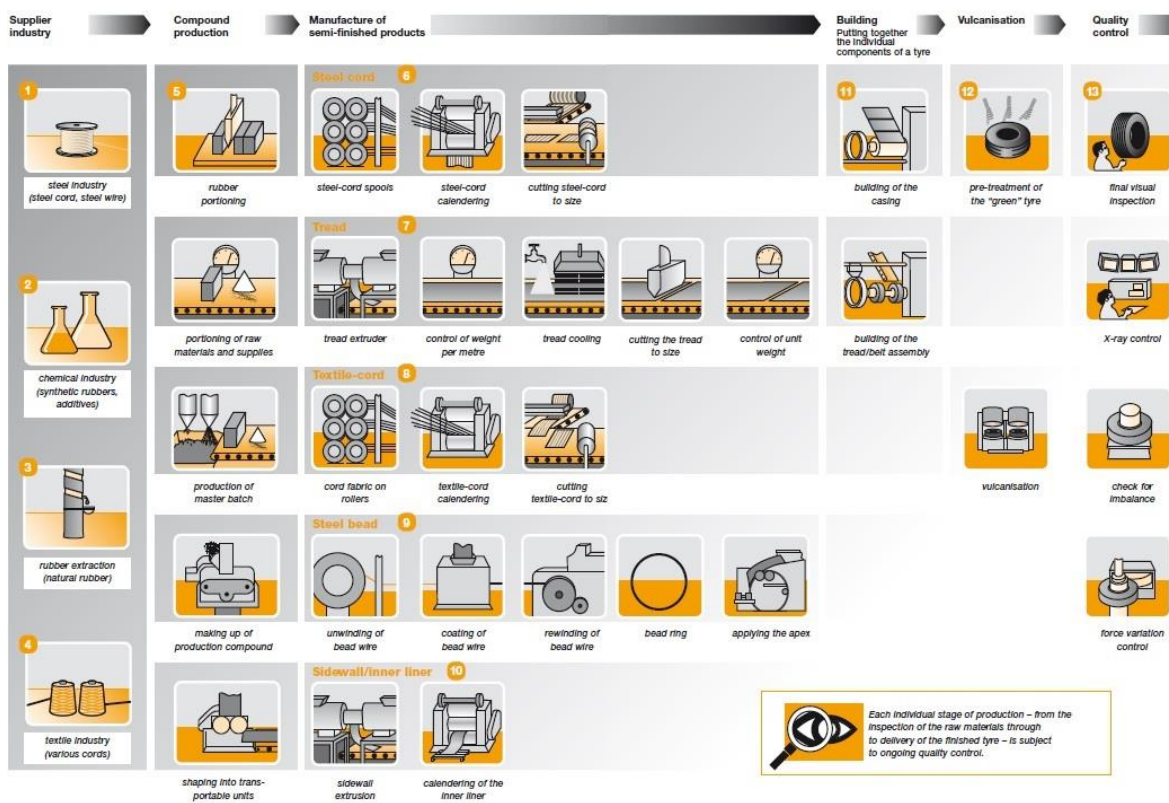 Supplier
industry
Compound
production
Manufacture of
semi-finished products
Building
Putting together
the individual
components of a tyre
Vulcanisation
Quality
control
1
steel industry
(steel cord, steel wire)
2
chemical industry
(synthetic rubbers,
additives)
3
rubber extraction
(natural rubber)
4
textile industry
(various cords)
5
rubber
portioning
portioning of raw
materials and supplies
production of
master batch
making up of
production compound
shaping into trans-
portable units
Steel cord 6
steel-cord spools
steel-cord
calendering
cutting steel-cord
to size
Tread 7
tread extruder
control of weight
per metre
tread cooling
cutting the tread
to size
control of unit
weight
Textile-cord 8
cord fabric on
rollers
textile-cord
calendering
cutting
textile-cord to siz
Steel bead 9
unwinding of
bead wire
coating of
bead wire
rewinding of
bead wire
bead ring
applying the apex
Sidewall/inner liner 10
sidewall
extrusion
calendering of the
inner liner
11
building of the
casing
building of the
tread/belt assembly
12
pre-treatment of
the "green" tyre
vulcanisation
13
final visual
inspection
X-ray control
check for
imbalance
force variation
control
Each individual stage of production – from the
inspection of the raw materials through
to delivery of the finished tyre – is subject
to ongoing quality control.